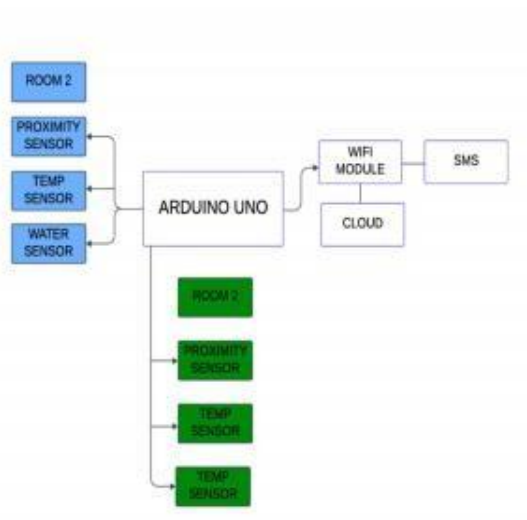 ROOM 2
PROXIMITY
SENSOR
TEMP
SENSOR
WATER
SENSOR
ARDUINO UNO
WIFI
MODULE
SMS
CLOUD
ROOM 2
PROXIMITY
SENSOR
TEMP
SENSOR
TEMP
SENSOR